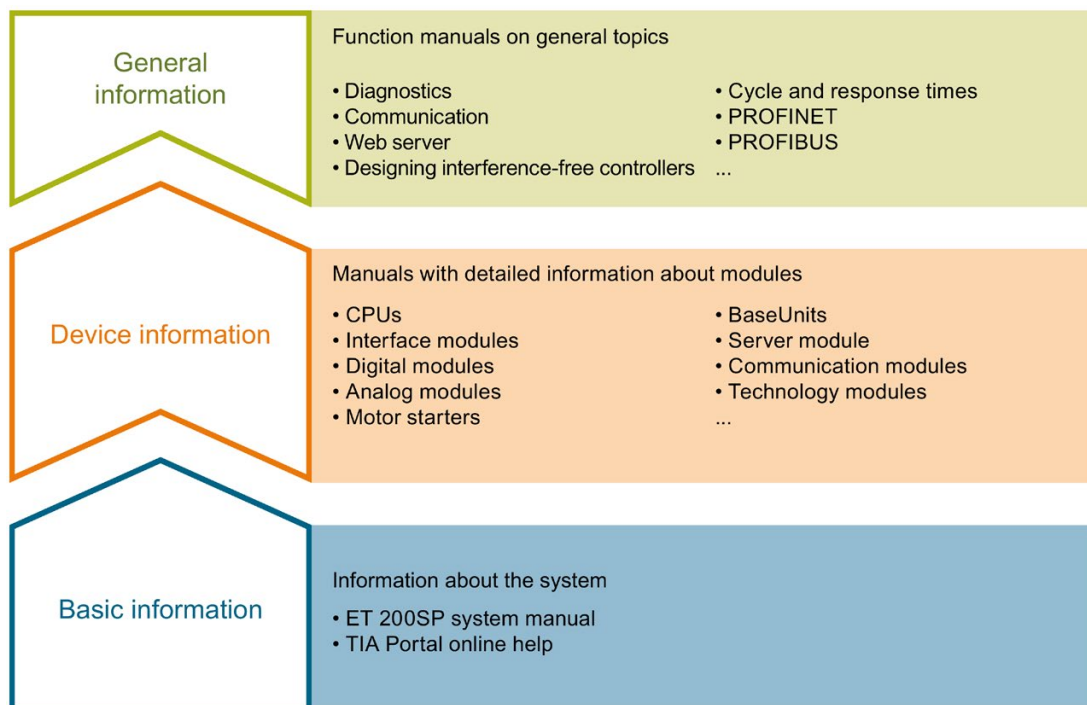 General
information
Function manuals on general topics
• Diagnostics
• Communication
• Web server
• Designing interference-free controllers
• Cycle and response times
• PROFINET
• PROFIBUS
...
Device information
Manuals with detailed information about modules
• CPUs
• Interface modules
• Digital modules
• Analog modules
• Motor starters
• BaseUnits
• Server module
• Communication modules
• Technology modules
...
Basic information
Information about the system
• ET 200SP system manual
• TIA Portal online help